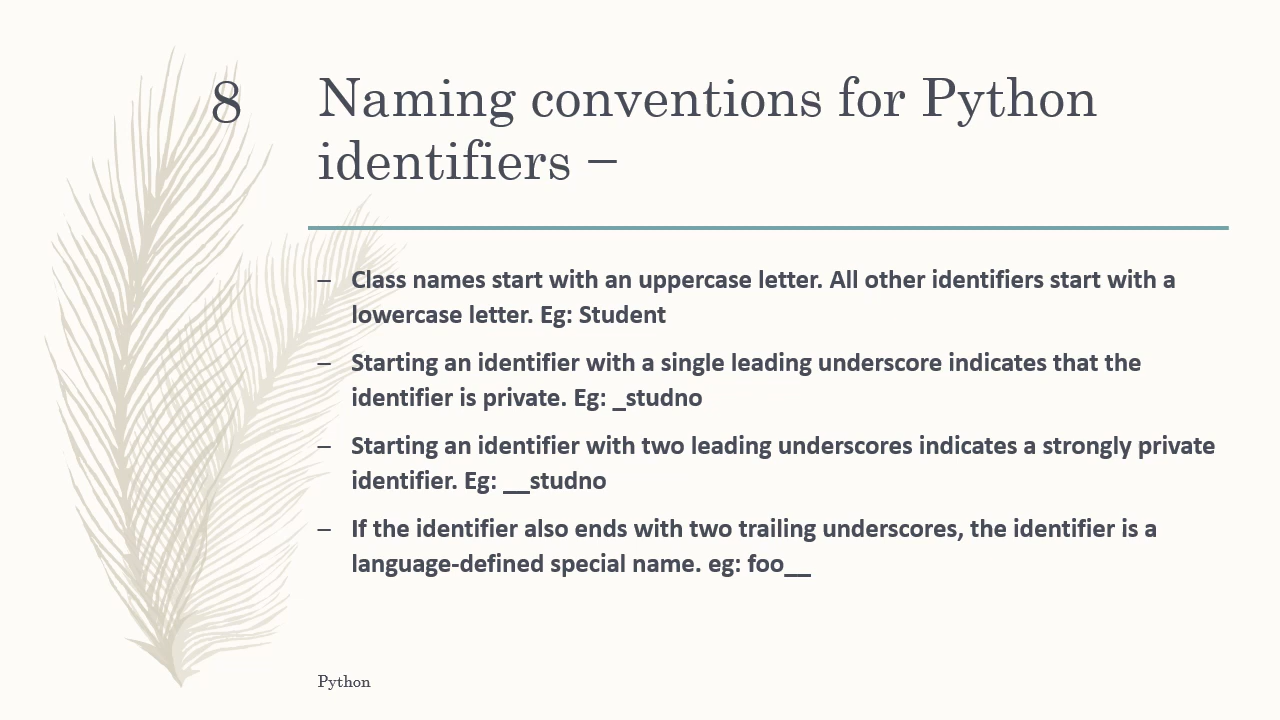 8
Naming conventions for Python
identifiers −
– Class names start with an uppercase letter. All other identifiers start with a
lowercase letter. Eg: Student
– Starting an identifier with a single leading underscore indicates that the
identifier is private. Eg: _studno
– Starting an identifier with two leading underscores indicates a strongly private
identifier. Eg: __studno
– If the identifier also ends with two trailing underscores, the identifier is a
language-defined special name. eg: foo__
Python